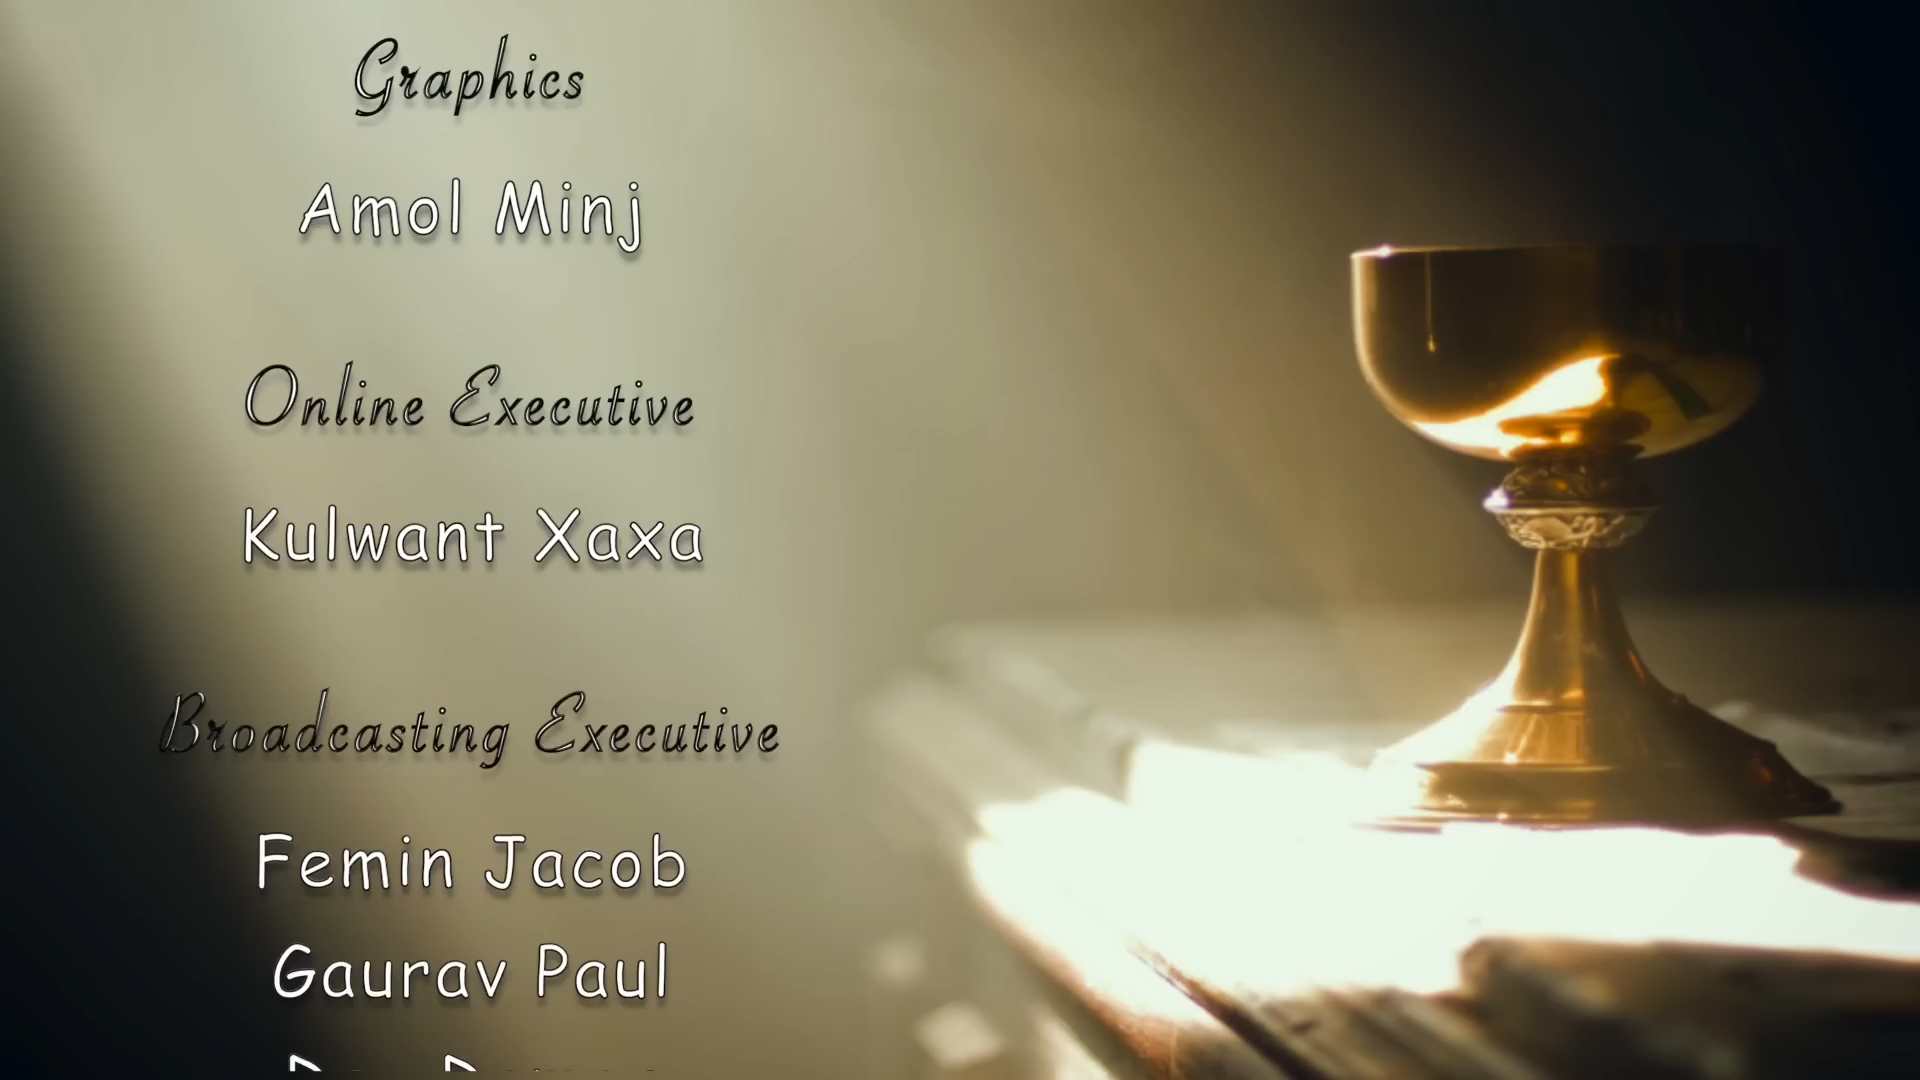 Graphics
Amol Minj
Online Executive
Kulwant Xaxa
Broadcasting Executive
Femin Jacob
Gaurav Paul